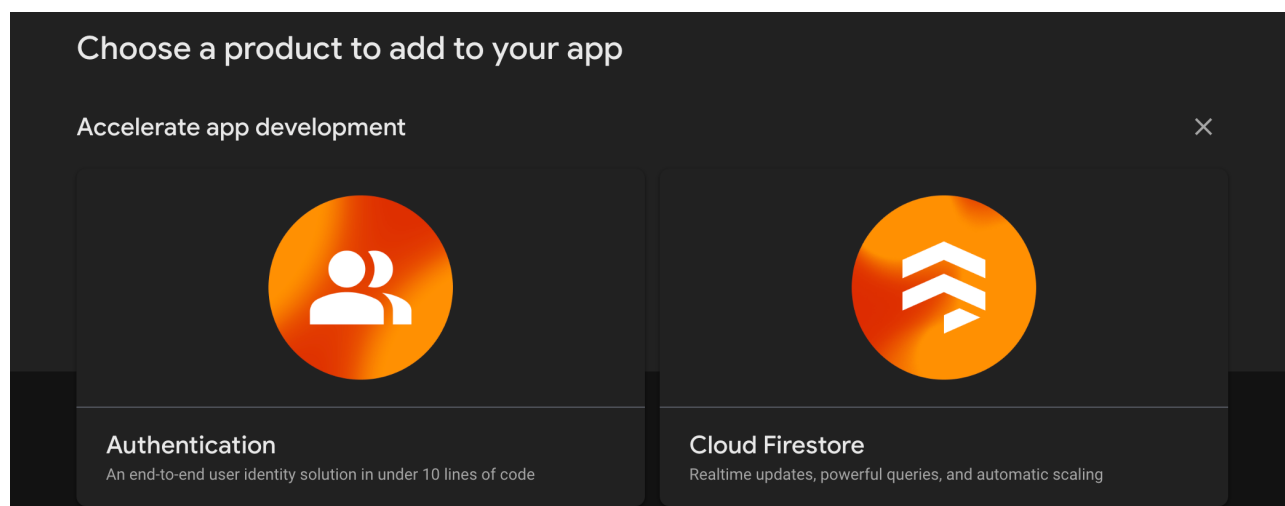 Choose a product to add to your app
Accelerate app development
Authentication
An end-to-end user identity solution in under 10 lines of code
Cloud Firestore
Realtime updates, powerful queries, and automatic scaling